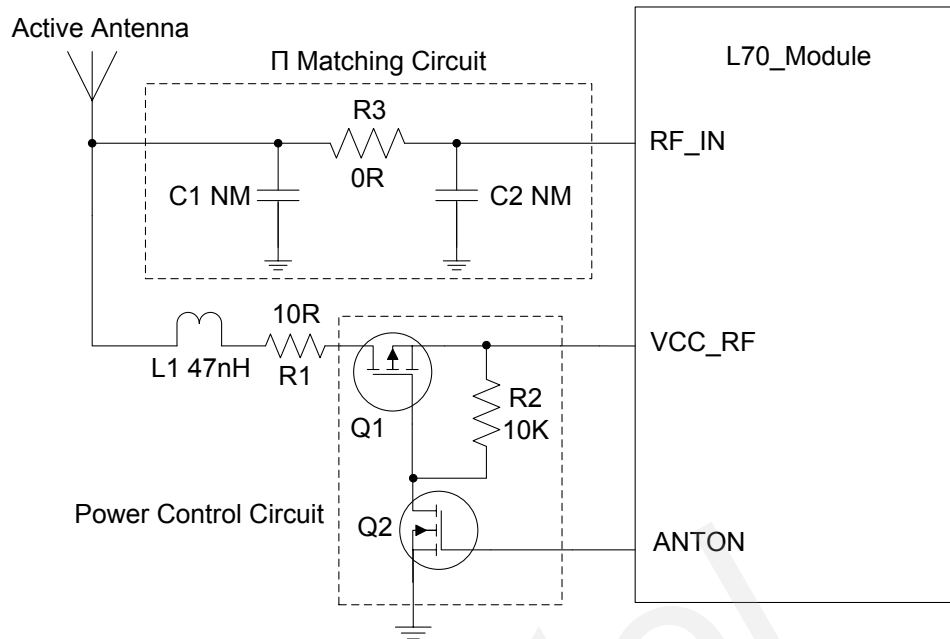 Active Antenna
Π Matching Circuit
L70_Module
R3
0R
RF_IN
C1 NM
C2 NM
10R
L1 47nH
R1
VCC_RF
Q1
R2
10K
Power Control Circuit
Q2
ANTON